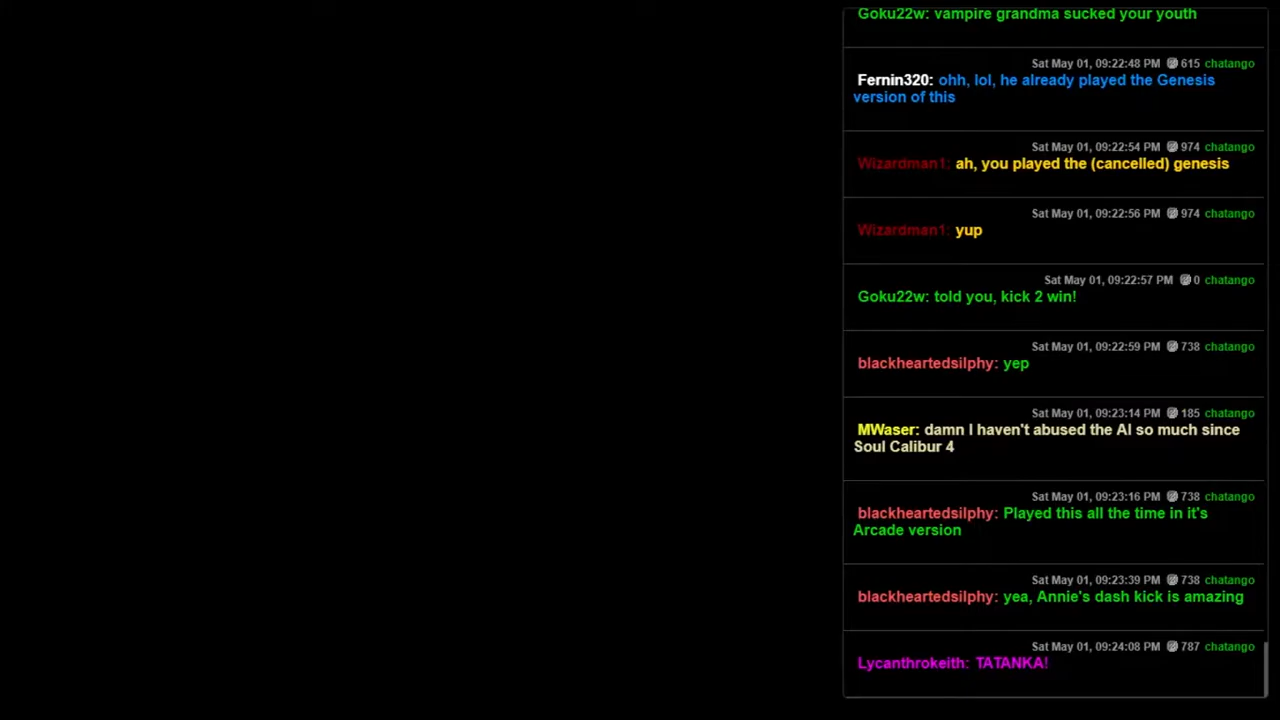 Goku22w: vampire grandma sucked your youth
Sat May 01, 09:22:48 PM 615 chatango
Fernin320: ohh, lol, he already played the Genesis
version of this
Sat May 01, 09:22:54 PM 974 chatango
Wizardman1: ah, you played the (cancelled) genesis
Sat May 01, 09:22:56 PM 974 chatango
Wizardman1: yup
Sat May 01, 09:22:57 PM 0 chatango
Goku22w: told you, kick 2 win!
Sat May 01, 09:22:59 PM 738 chatango
blackheartedsilphy: yep
Sat May 01, 09:23:14 PM 185 chatango
MWaser: damn I haven't abused the AI so much since
Soul Calibur 4
Sat May 01, 09:23:16 PM 738 chatango
blackheartedsilphy: Played this all the time in it's
Arcade version
Sat May 01, 09:23:39 PM 738 chatango
blackheartedsilphy: yea, Annie's dash kick is amazing
Sat May 01, 09:24:08 PM 787 chatango
Lycanthrokeith: TATANKA!